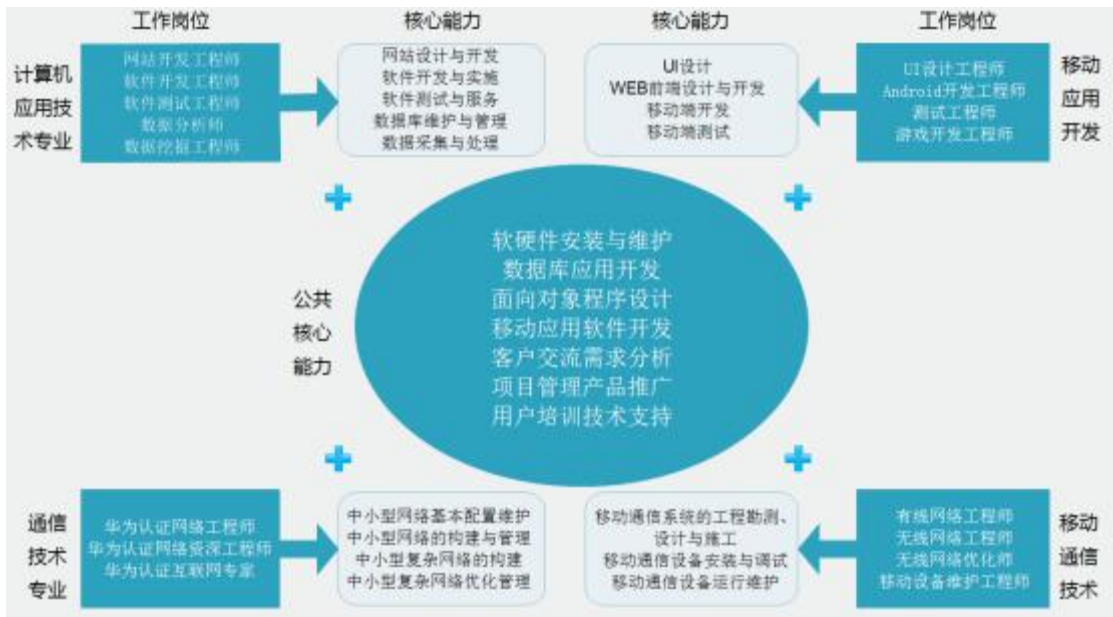 工作岗位
核心能力
核心能力
工作岗位
计算机
应用技
术专业
网站开发工程师
软件开发工程师
软件测试工程师
数据分析师
数据挖掘工程师
网站设计与开发
软件开发与实施
软件测试与服务
数据库维护与管理
数据采集与处理
UI设计
WEB前端设计与开发
移动端开发
移动端测试
UI设计工程师
Android开发工程师
测试工程师
游戏开发工程师
移动
应用
开发
公共
核心
能力
软硬件安装与维护
数据库应用开发
面向对象程序设计
移动应用软件开发
客户交流需求分析
项目管理产品推广
用户培训技术支持
通信
技术
专业
华为认证网络工程师
华为认证网络资深工程师
华为认证互联网专家
中小型网络基本配置维护
中小型网络的构建与管理
中小型复杂网络的构建
中小型复杂网络优化管理
移动通信系统的工程勘测、
设计与施工
移动通信设备安装与调试
移动通信设备运行维护
有线网络工程师
无线网络工程师
无线网络优化师
移动设备维护工程师
移动
通信
技术